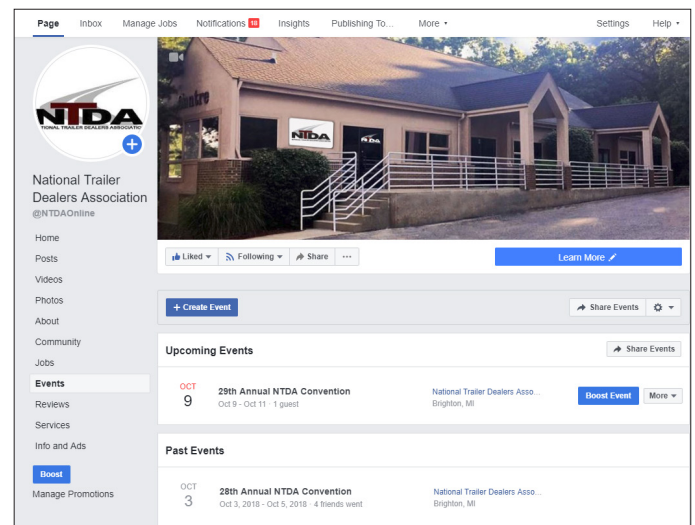 Page Inbox Manage Jobs Notifications 18 Insights Publishing To... More Settings Help
NTDA
TIONAL TRAILER DEALERS ASSOCIATIO
NTDA
National Trailer
Dealers Association
@NTDAOnline
Home
Posts
Videos
Photos
About
Community
Jobs
Events
Reviews
Services
Info and Ads
Boost
Manage Promotions
Liked Following Share ... Learn More
+ Create Event Share Events
Upcoming Events Share Events
OCT
9
29th Annual NTDA Convention
Oct 9 - Oct 11 · 1 guest
National Trailer Dealers Asso...
Brighton, MI
Boost Event More
Past Events
OCT
3
28th Annual NTDA Convention
Oct 3, 2018 - Oct 5, 2018 · 4 friends went
National Trailer Dealers Asso...
Brighton, MI